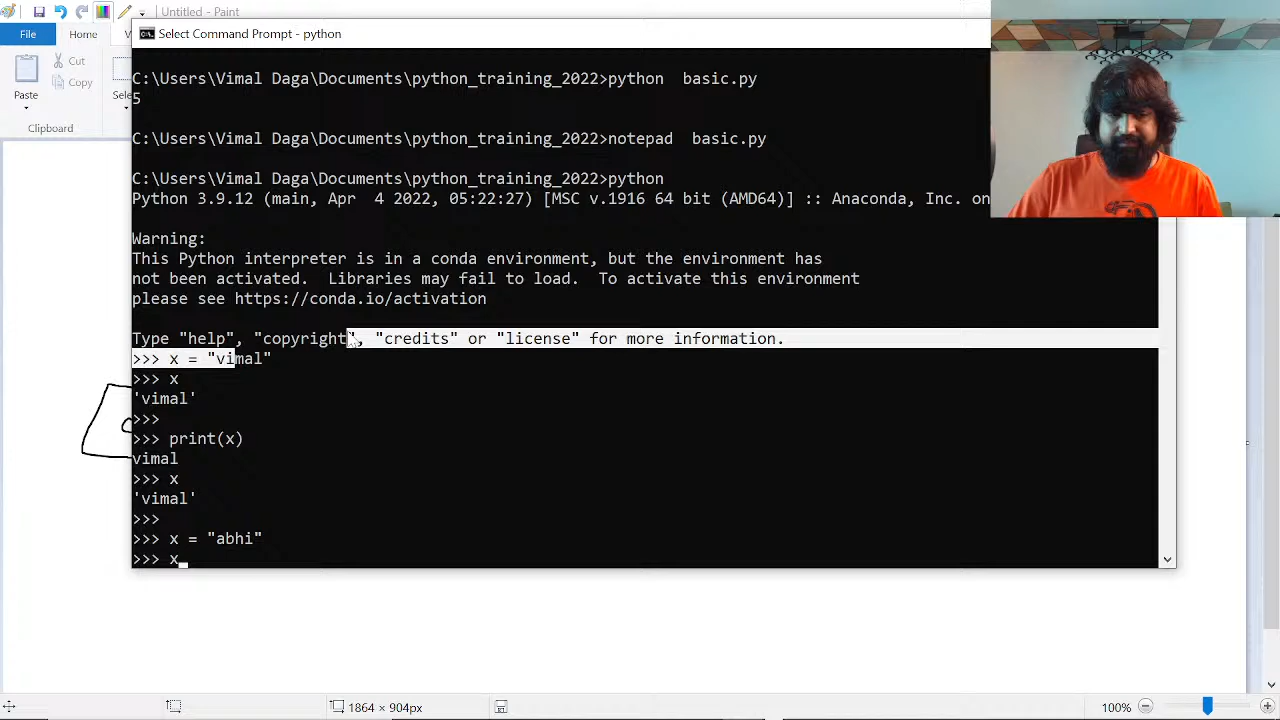 Untitled - Paint
File
Home
Cut
Copy
Paste
Clipboard
Select Command Prompt - python
C:\Users\Vimal Daga\Documents\python_training_2022>python  basic.py
5
C:\Users\Vimal Daga\Documents\python_training_2022>notepad  basic.py
C:\Users\Vimal Daga\Documents\python_training_2022>python
Python 3.9.12 (main, Apr  4 2022, 05:22:27) [MSC v.1916 64 bit (AMD64)] :: Anaconda, Inc. on
Warning:
This Python interpreter is in a conda environment, but the environment has
not been activated.  Libraries may fail to load.  To activate this environment
please see https://conda.io/activation
Type "help", "copyright", "credits" or "license" for more information.
>>> x = "vimal"
>>> x
'vimal'
>>>
>>> print(x)
vimal
>>> x
'vimal'
>>>
>>> x = "abhi"
>>> x
1864 × 904px
100%